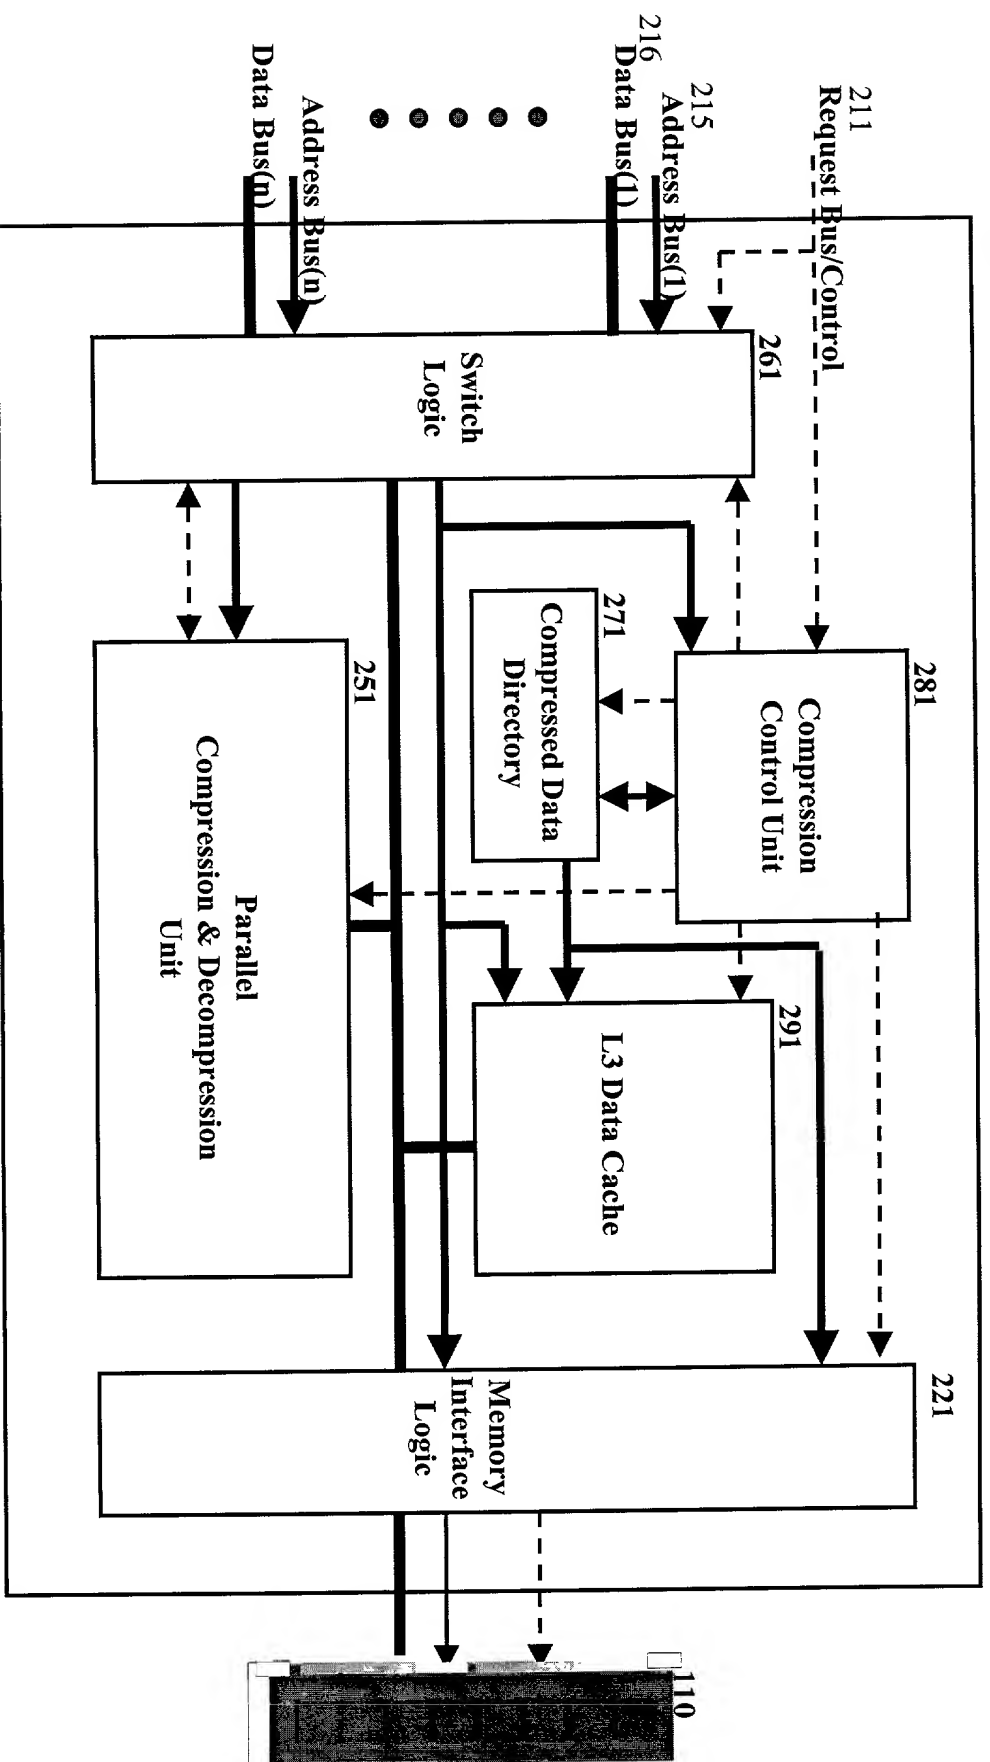 211
Request Bus/Control
215
Address Bus(1)
216
Data Bus(1)
Address Bus(n)
Data Bus(n)
261
Switch
Logic
281
Compression
Control Unit
271
Compressed Data
Directory
251
Parallel
Compression & Decompression
Unit
291
L3 Data Cache
221
Memory
Interface
Logic
110